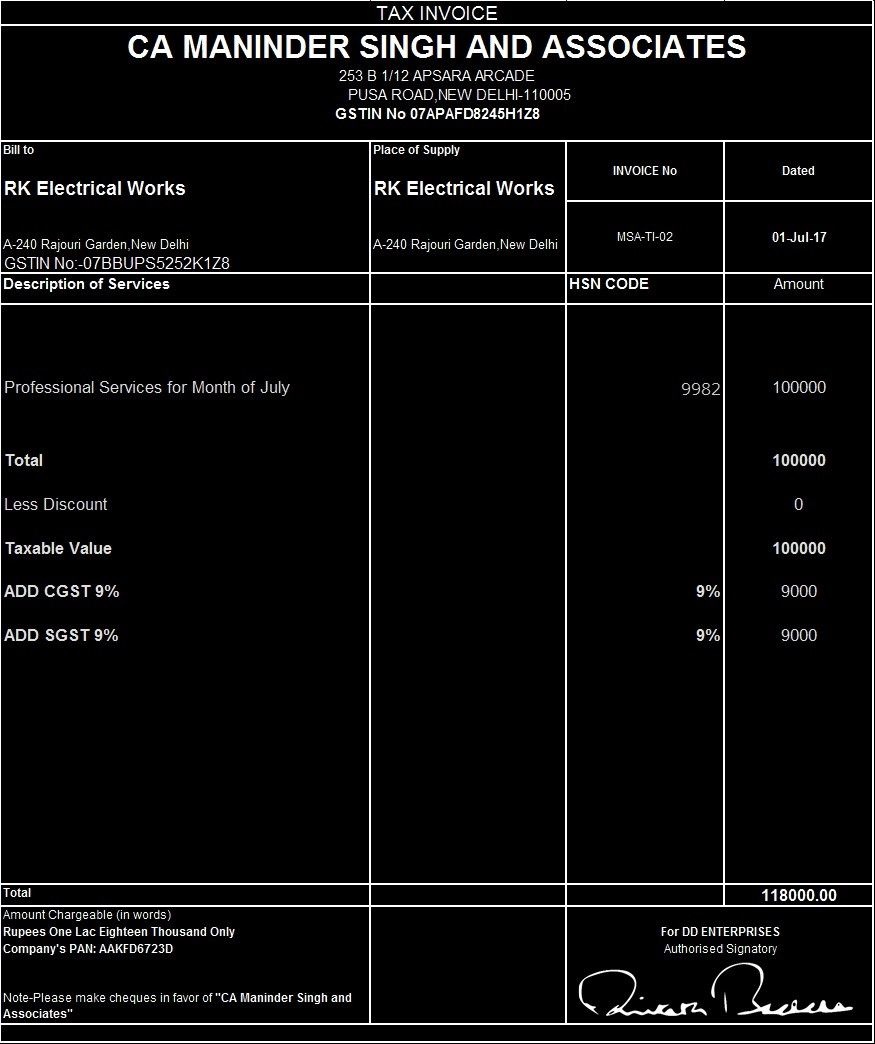 TAX INVOICE
CA MANINDER SINGH AND ASSOCIATES
253 B 1/12 APSARA ARCADE
PUSA ROAD,NEW DELHI-110005
GSTIN No 07APAFD8245H1Z8
Bill to
RK Electrical Works
A-240 Rajouri Garden,New Delhi
GSTIN No:-07BBUPS5252K1Z8
Place of Supply
RK Electrical Works
A-240 Rajouri Garden,New Delhi
INVOICE No
MSA-TI-02
Dated
01-Jul-17
Description of Services HSN CODE Amount
Professional Services for Month of July 9982 100000
Total 100000
Less Discount 0
Taxable Value 100000
ADD CGST 9% 9% 9000
ADD SGST 9% 9% 9000
Total 118000.00
Amount Chargeable (in words)
Rupees One Lac Eighteen Thousand Only
Company's PAN: AAKFD6723D
Note-Please make cheques in favor of "CA Maninder Singh and
Associates"
For DD ENTERPRISES
Authorised Signatory